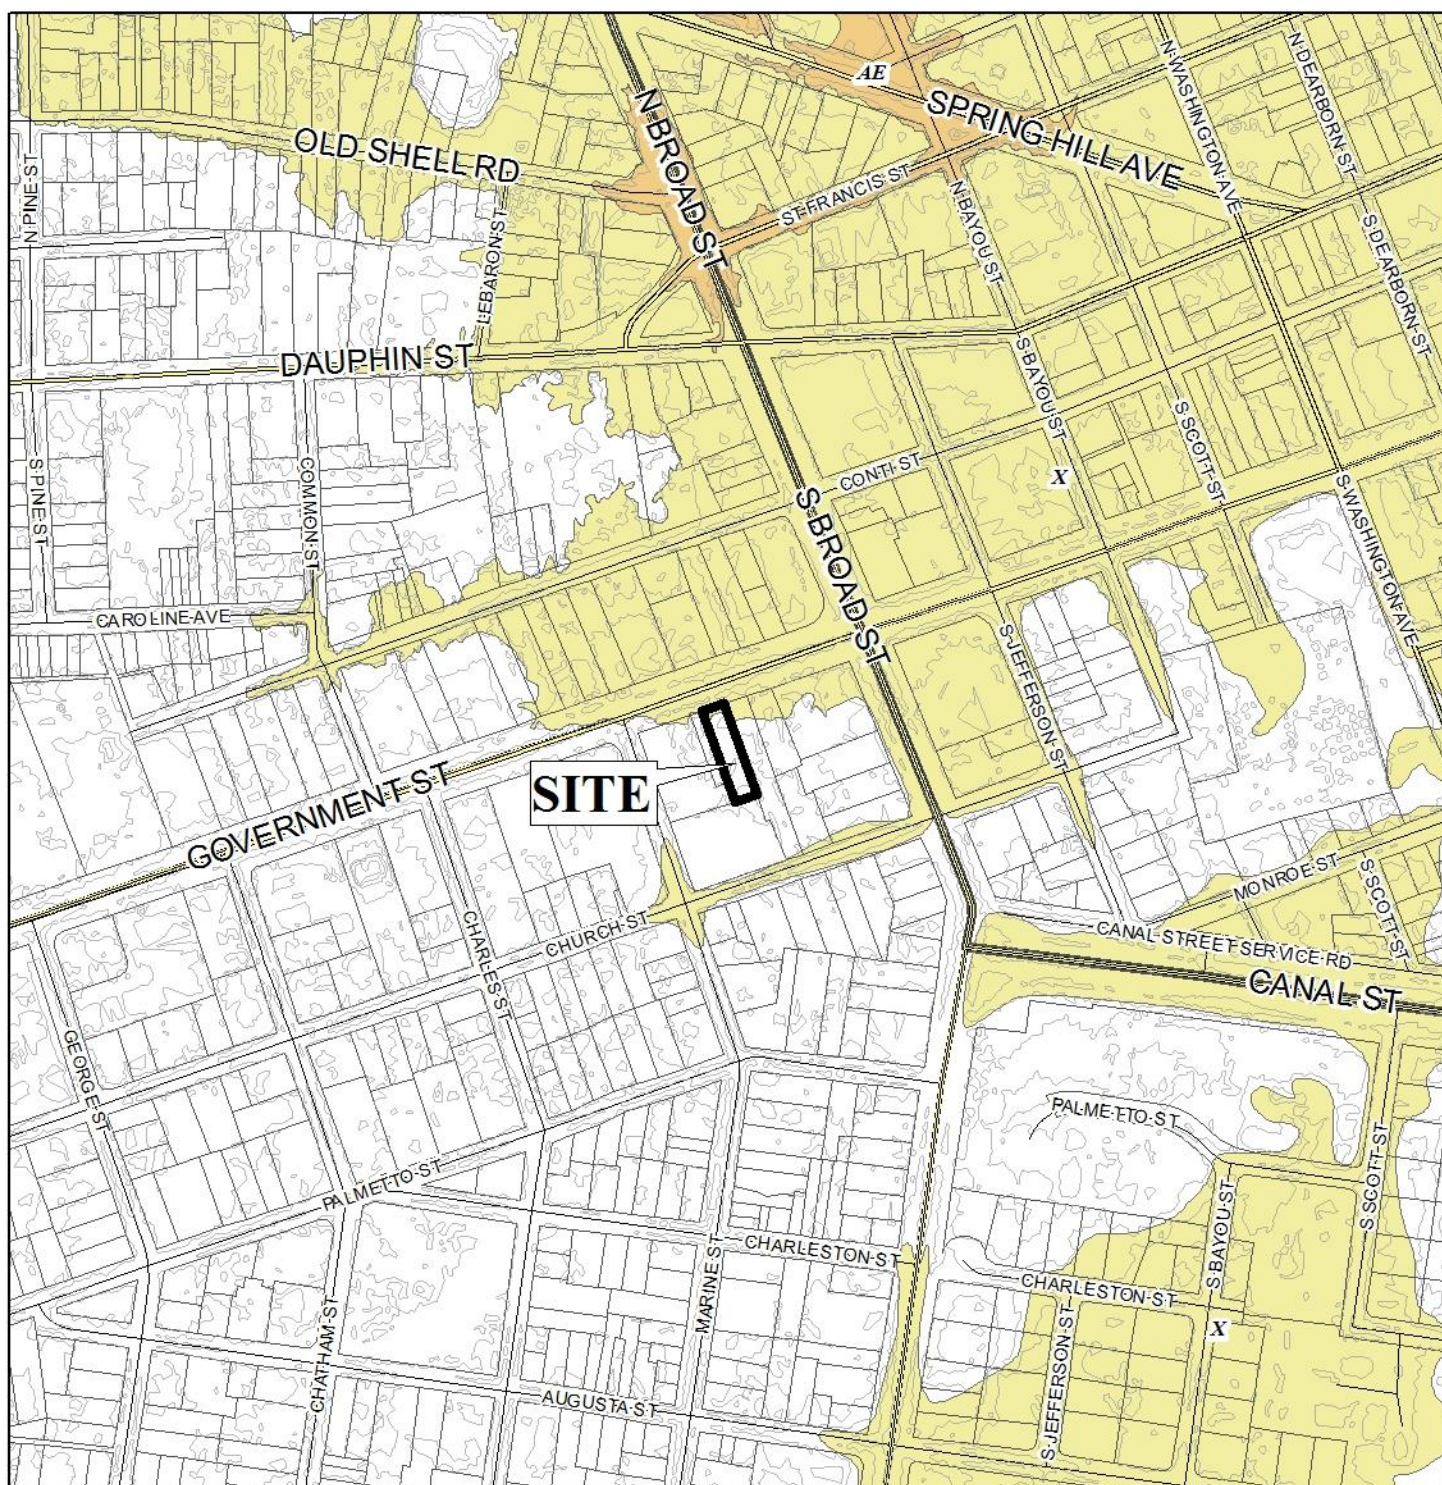 AE
N WASHINGTON AVE
N DEARBORN ST
N BROAD ST
SPRING HILL AVE
OLD SHELL RD
N PINE ST
ST FRANCIS ST
N BAYOU ST
S DEARBORN ST
LEBARON ST
DAUPHIN ST
S BAYOU ST
S SCOTT ST
S PINE ST
COMMON ST
CONTI ST
X
S WASHINGTON AVE
S BROAD ST
CAROLINE AVE
S JEFFERSON ST
SITE
GOVERNMENT ST
MONROE ST
S SCOTT ST
CHURCH ST
CHARLES ST
CANAL STREET SERVICE RD
CANAL ST
GEORGE ST
PALMETTO ST
PALMETTO ST
S SCOTT ST
S BAYOU ST
CHARLESTON ST
MARINE ST
CHARLESTON ST
CHATHAM ST
X
S JEFFERSON ST
AUGUSTA ST